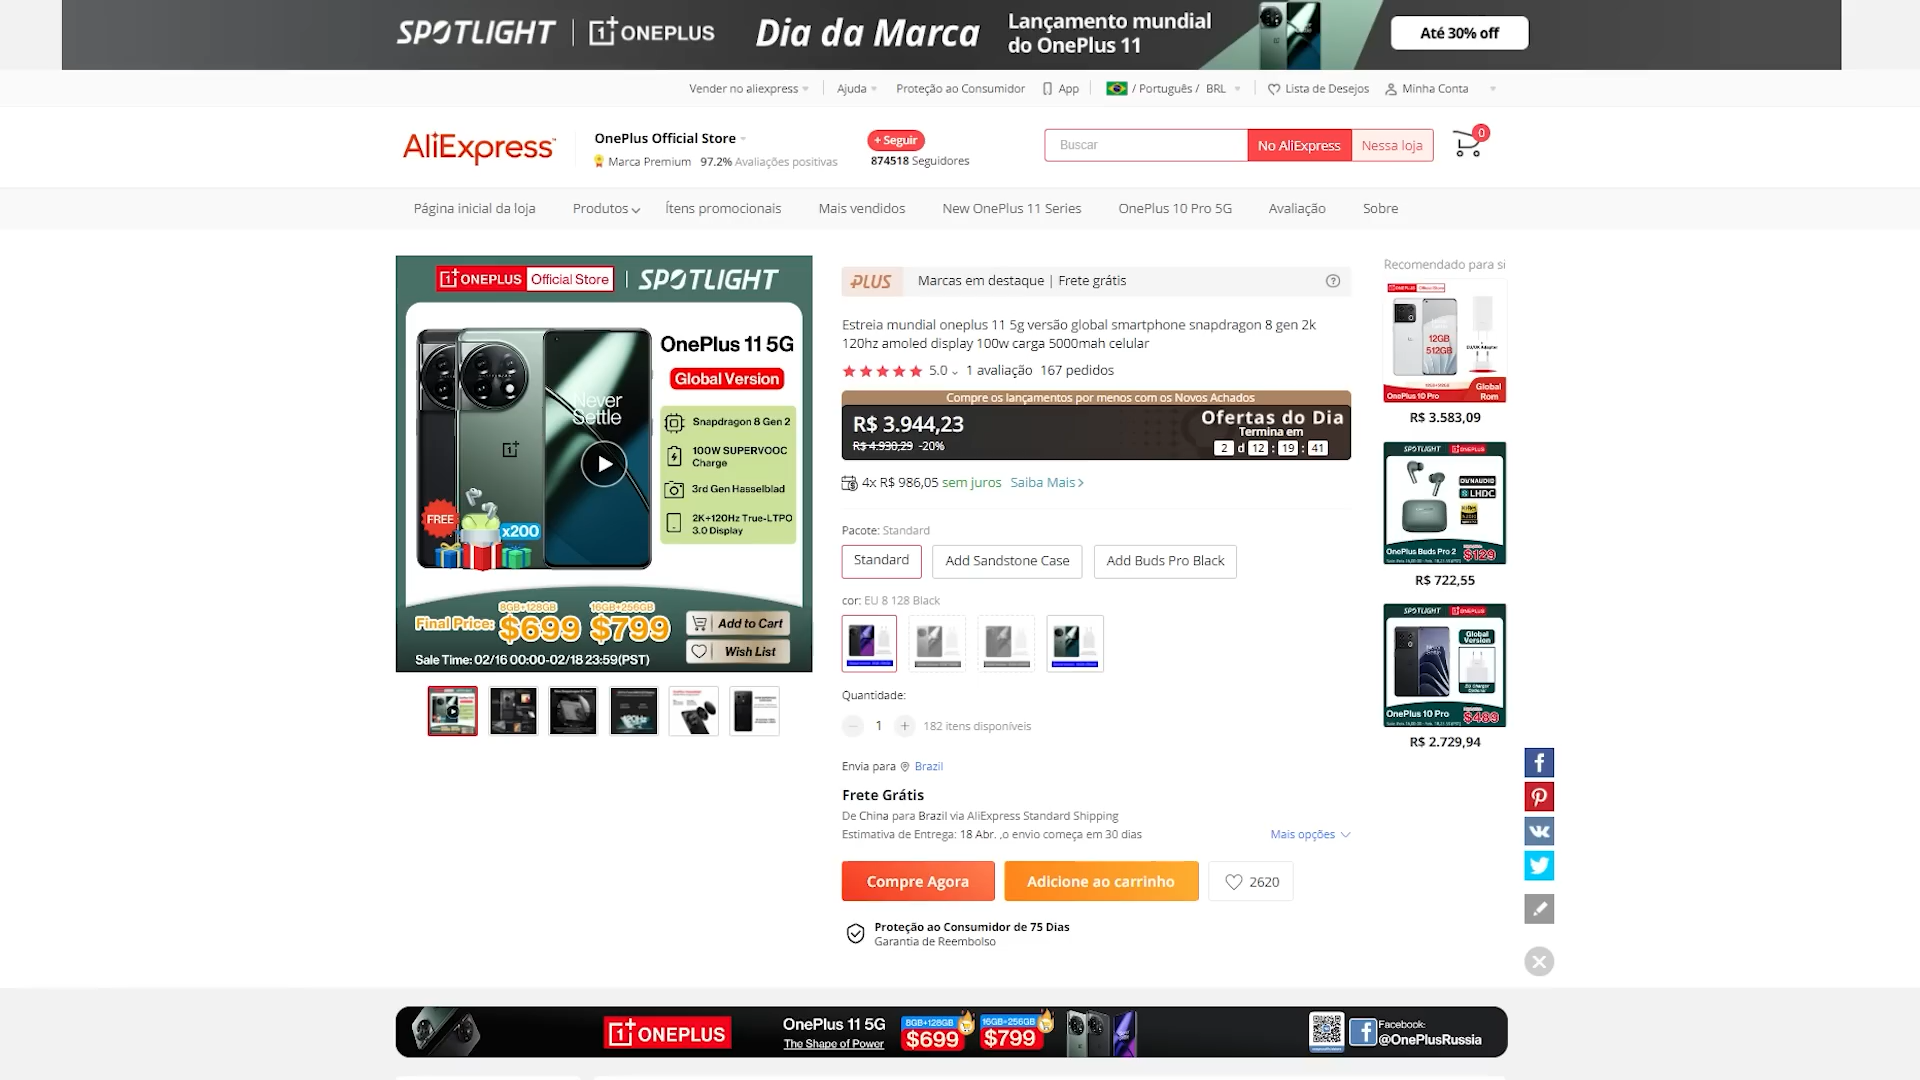 SPOTLIGHT
ONEPLUS
Dia da Marca
Lançamento mundial
do OnePlus 11
Até 30% off
Vender no aliexpress
Ajuda
Proteção ao Consumidor
App
/ Português / BRL
Lista de Desejos
Minha Conta
AliExpress
OnePlus Official Store
Marca Premium 97.2% Avaliações positivas
+ Seguir
874518 Seguidores
Buscar
No AliExpress
Nessa loja
0
Página inicial da loja
Produtos
Ítens promocionais
Mais vendidos
New OnePlus 11 Series
OnePlus 10 Pro 5G
Avaliação
Sobre
ONEPLUS Official Store | SPOTLIGHT
OnePlus 11 5G
Global Version
Never
Settle
Snapdragon 8 Gen 2
100W SUPERVOOC
Charge
3rd Gen Hasselblad
2K+120Hz True-LTPO
3.0 Display
FREE
x200
8GB+128GB 16GB+256GB
Final Price: $699 $799
Add to Cart
Wish List
Sale Time: 02/16 00:00-02/18 23:59(PST)
PLUS
Marcas em destaque | Frete grátis
Estreia mundial oneplus 11 5g versão global smartphone snapdragon 8 gen 2k
120hz amoled display 100w carga 5000mah celular
5.0 1 avaliação 167 pedidos
Compre os lançamentos por menos com os Novos Achados
R$ 3.944,23
R$ 4.930,29 -20%
Ofertas do Dia
Termina em
2 d 12 : 19 : 41
4x R$ 986,05 sem juros Saiba Mais
Pacote: Standard
Standard
Add Sandstone Case
Add Buds Pro Black
cor: EU 8 128 Black
Quantidade:
1
182 itens disponíveis
Envia para Brazil
Frete Grátis
De China para Brazil via AliExpress Standard Shipping
Estimativa de Entrega: 18 Abr. ,o envio começa em 30 dias
Mais opções
Compre Agora
Adicione ao carrinho
2620
Proteção ao Consumidor de 75 Dias
Garantia de Reembolso
Recomendado para si
12GB
512GB
OnePlus 10 Pro
Global
Rom
R$ 3.583,09
SPOTLIGHT ONEPLUS
DYNAUDIO
LHDC
OnePlus Buds Pro 2
$129
R$ 722,55
SPOTLIGHT ONEPLUS
Global
Version
OnePlus 10 Pro
$489
R$ 2.729,94
ONEPLUS
OnePlus 11 5G
The Shape of Power
8GB+128GB
$699
16GB+256GB
$799
Facebook:
@OnePlusRussia